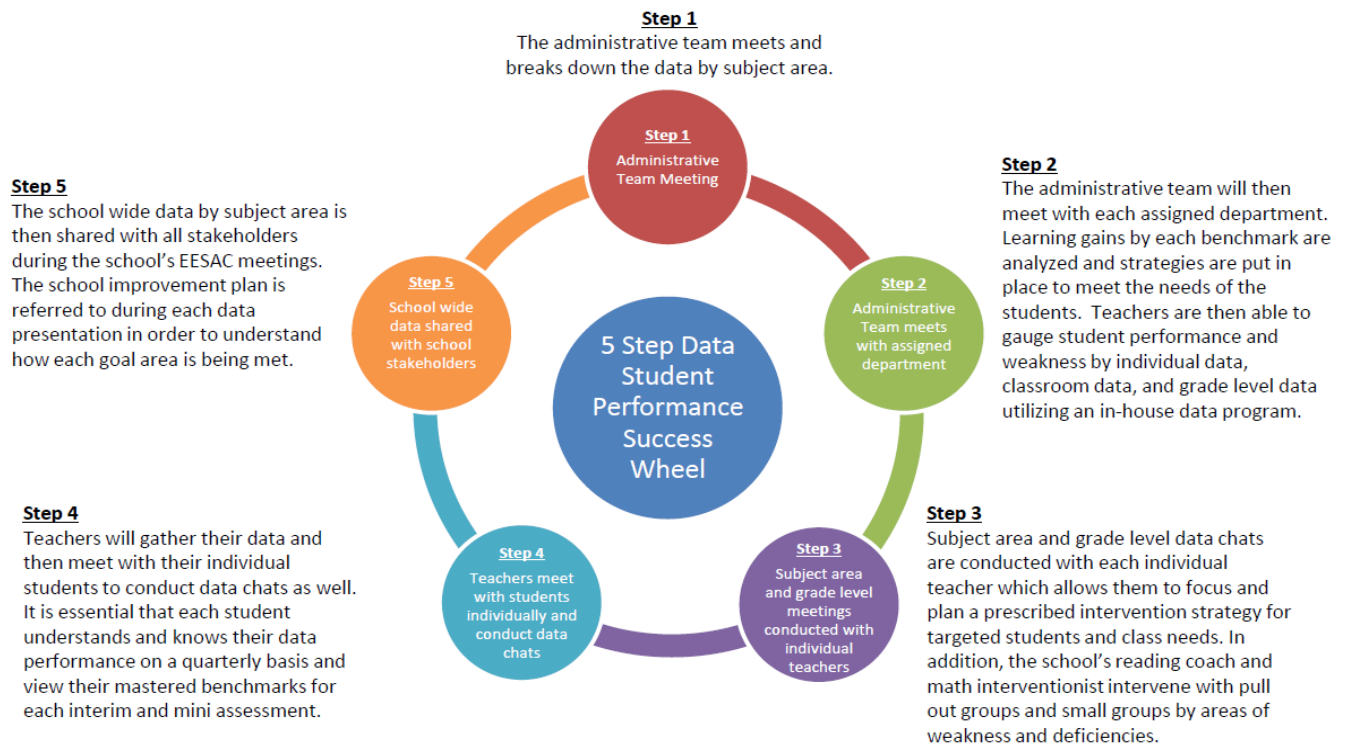 Step 1
The administrative team meets and
breaks down the data by subject area.
Step 1
Administrative
Team Meeting
Step 2
The administrative team will then
meet with each assigned department.
Learning gains by each benchmark are
analyzed and strategies are put in
place to meet the needs of the
students.  Teachers are then able to
gauge student performance and
weakness by individual data,
classroom data, and grade level data
utilizing an in-house data program.
Step 2
Administrative
Team meets
with assigned
department
Step 3
Subject area and grade level data chats
are conducted with each individual
teacher which allows them to focus and
plan a prescribed intervention strategy for
targeted students and class needs. In
addition, the school’s reading coach and
math interventionist intervene with pull
out groups and small groups by areas of
weakness and deficiencies.
Step 3
Subject area
and grade level
meetings
conducted with
individual
teachers
Step 4
Teachers will gather their data and
then meet with their individual
students to conduct data chats as well.
It is essential that each student
understands and knows their data
performance on a quarterly basis and
view their mastered benchmarks for
each interim and mini assessment.
Step 4
Teachers meet
with students
individually and
conduct data
chats
Step 5
The school wide data by subject area is
then shared with all stakeholders
during the school’s EESAC meetings.
The school improvement plan is
referred to during each data
presentation in order to understand
how each goal area is being met.
Step 5
School wide
data shared
with school
stakeholders
5 Step Data
Student
Performance
Success
Wheel